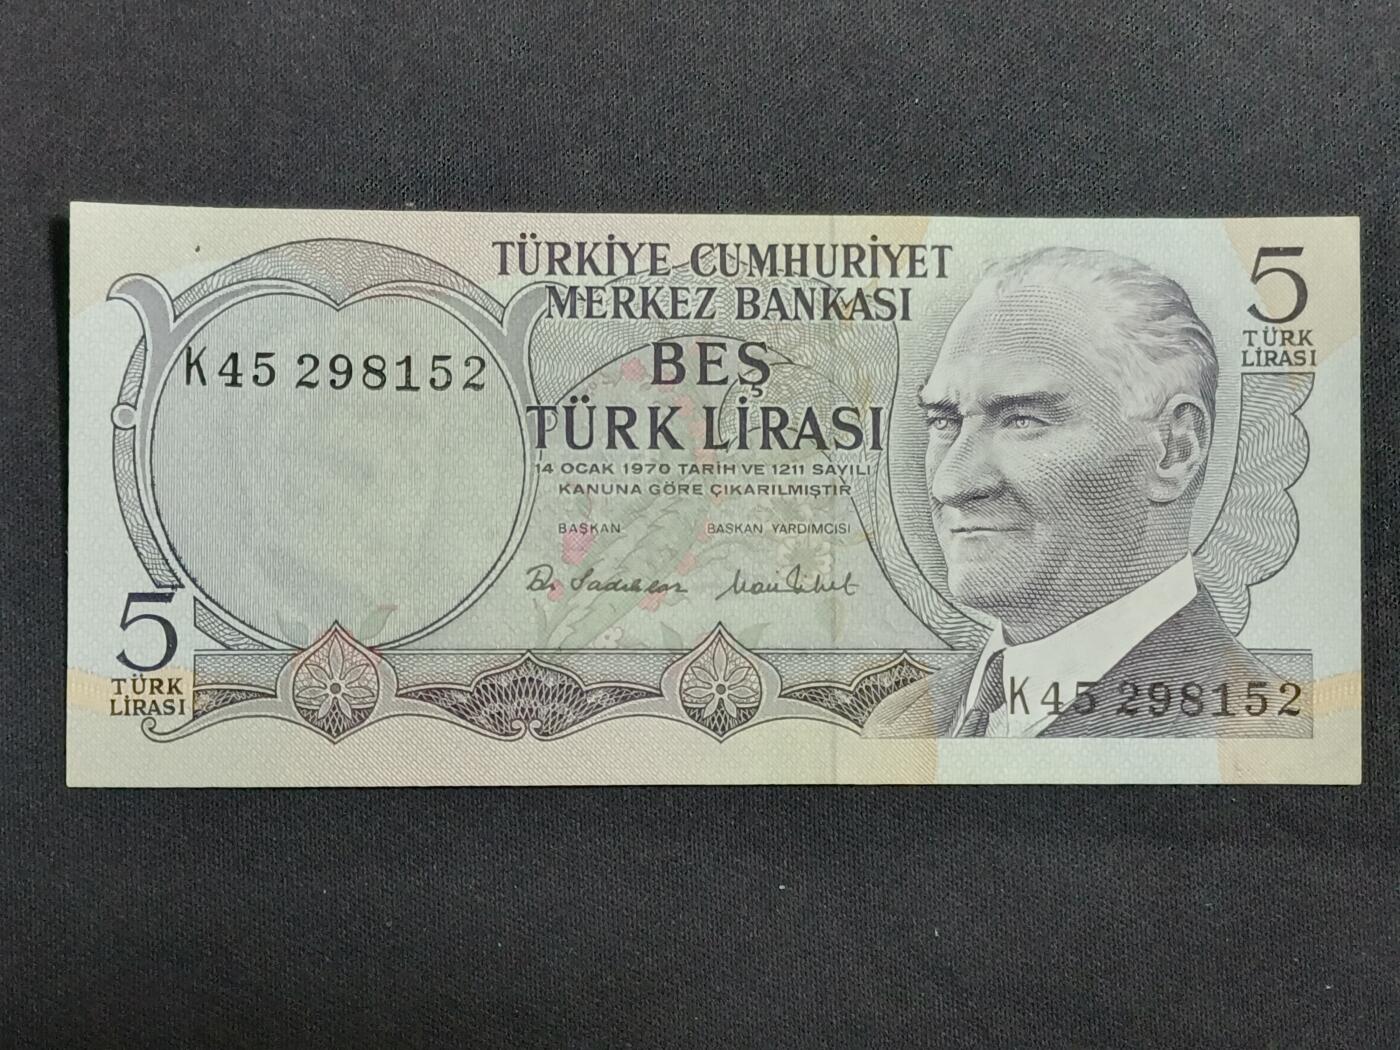 TÜRKİYE CUMHURİYET
MERKEZ BANKASI
5
TÜRK
LİRASI
K45 298152
BEŞ
TÜRK LİRASI
14 OCAK 1970 TARİH VE 1211 SAYILI
KANUNA GÖRE ÇIKARILMIŞTIR
BAŞKAN BAŞKAN YARDIMCISI
5
TÜRK
LİRASI
K45 298152